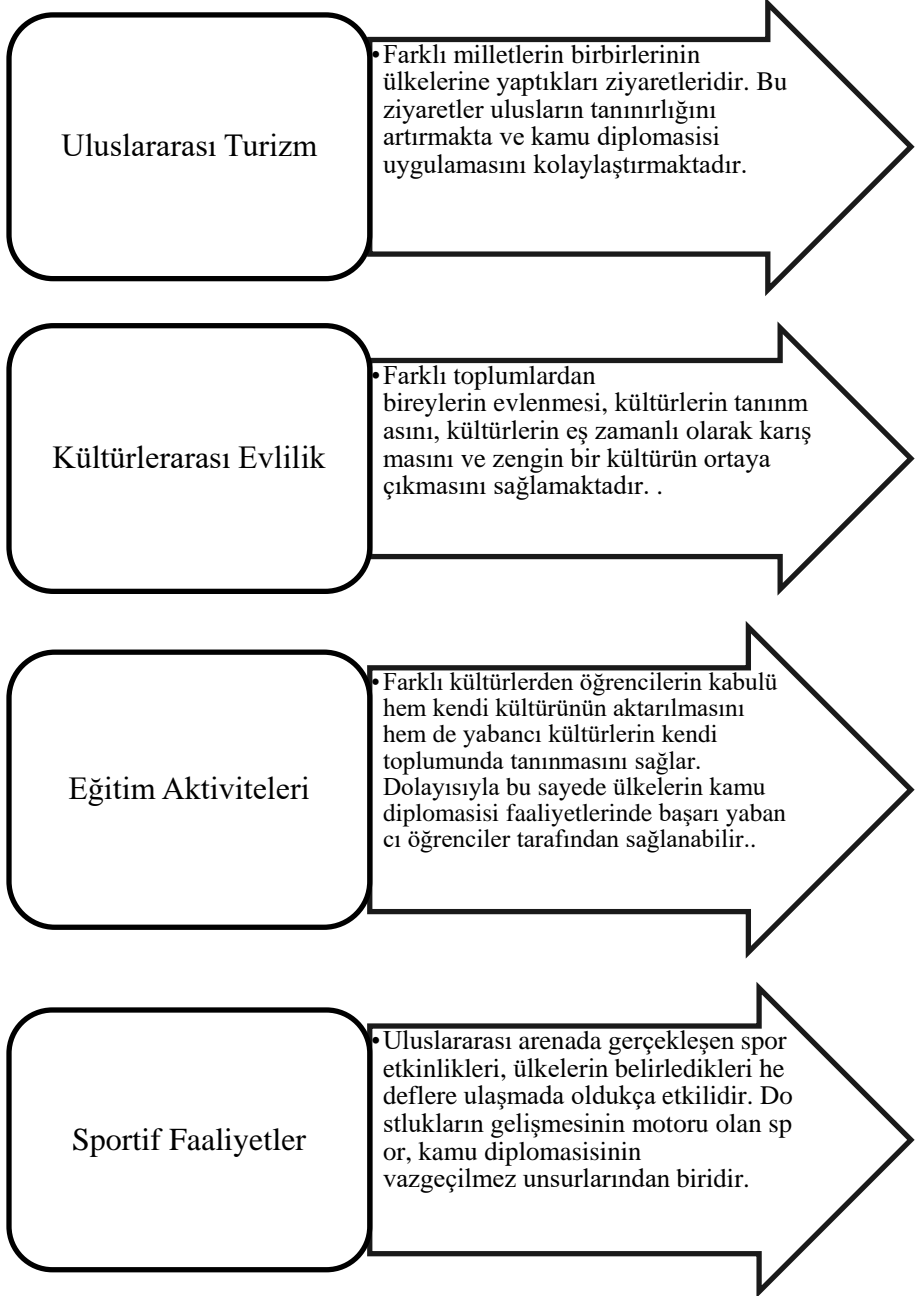 Uluslararası Turizm
•Farklı milletlerin birbirlerinin
ülkelerine yaptıkları ziyaretleridir. Bu
ziyaretler ulusların tanınırlığını
artırmakta ve kamu diplomasisi
uygulamasını kolaylaştırmaktadır.
Kültürlerarası Evlilik
•Farklı toplumlardan
bireylerin evlenmesi, kültürlerin tanınm
asını, kültürlerin eş zamanlı olarak karış
masını ve zengin bir kültürün ortaya
çıkmasını sağlamaktadır. .
Eğitim Aktiviteleri
•Farklı kültürlerden öğrencilerin kabulü
hem kendi kültürünün aktarılmasını
hem de yabancı kültürlerin kendi
toplumunda tanınmasını sağlar.
Dolayısıyla bu sayede ülkelerin kamu
diplomasisi faaliyetlerinde başarı yaban
cı öğrenciler tarafından sağlanabilir..
Sportif Faaliyetler
•Uluslararası arenada gerçekleşen spor
etkinlikleri, ülkelerin belirledikleri he
deflere ulaşmada oldukça etkilidir. Do
stlukların gelişmesinin motoru olan sp
or, kamu diplomasisinin
vazgeçilmez unsurlarından biridir.